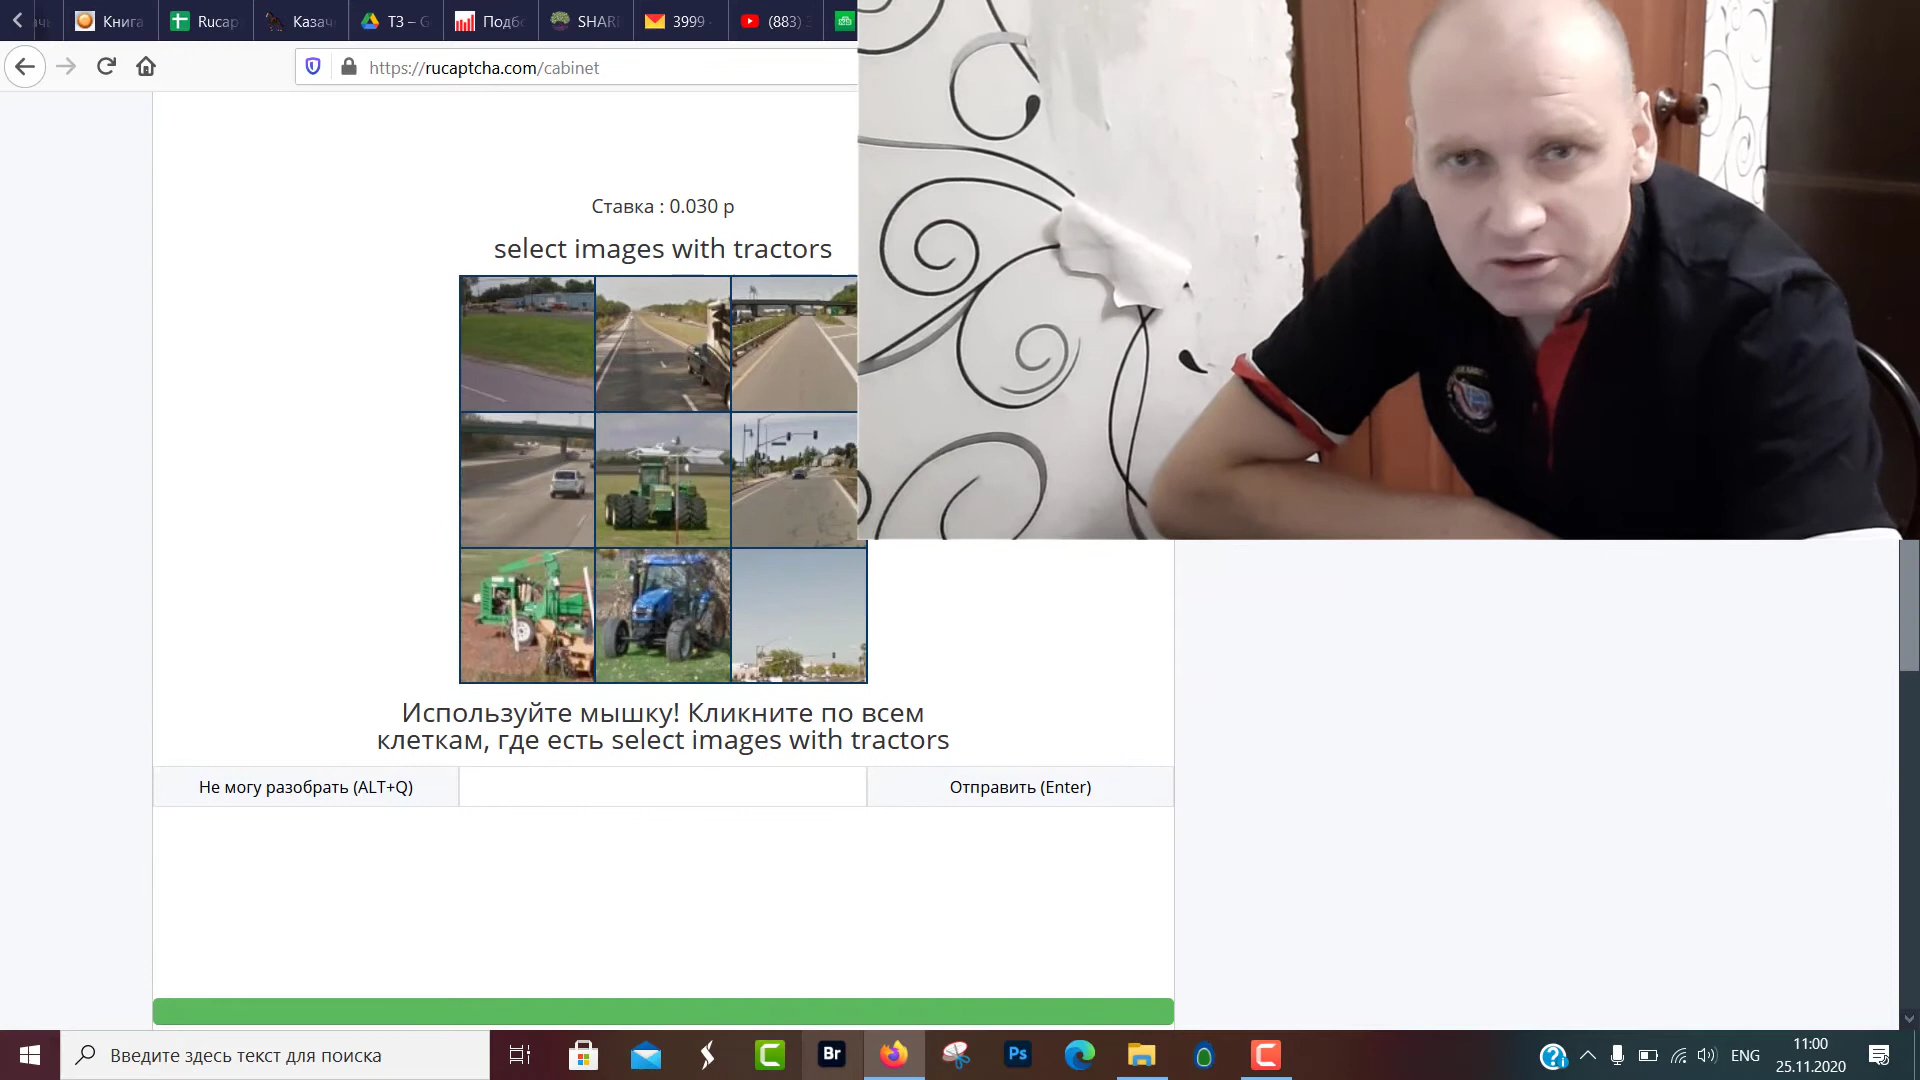 Книга
Rucap
Казач
ТЗ – G
Подбо
SHAR
3999
(883)
https://rucaptcha.com/cabinet
Ставка : 0.030 р
select images with tractors
Используйте мышку! Кликните по всем
клеткам, где есть select images with tractors
Не могу разобрать (ALT+Q)
Отправить (Enter)
Введите здесь текст для поиска
Br
Ps
ENG
11:00
25.11.2020